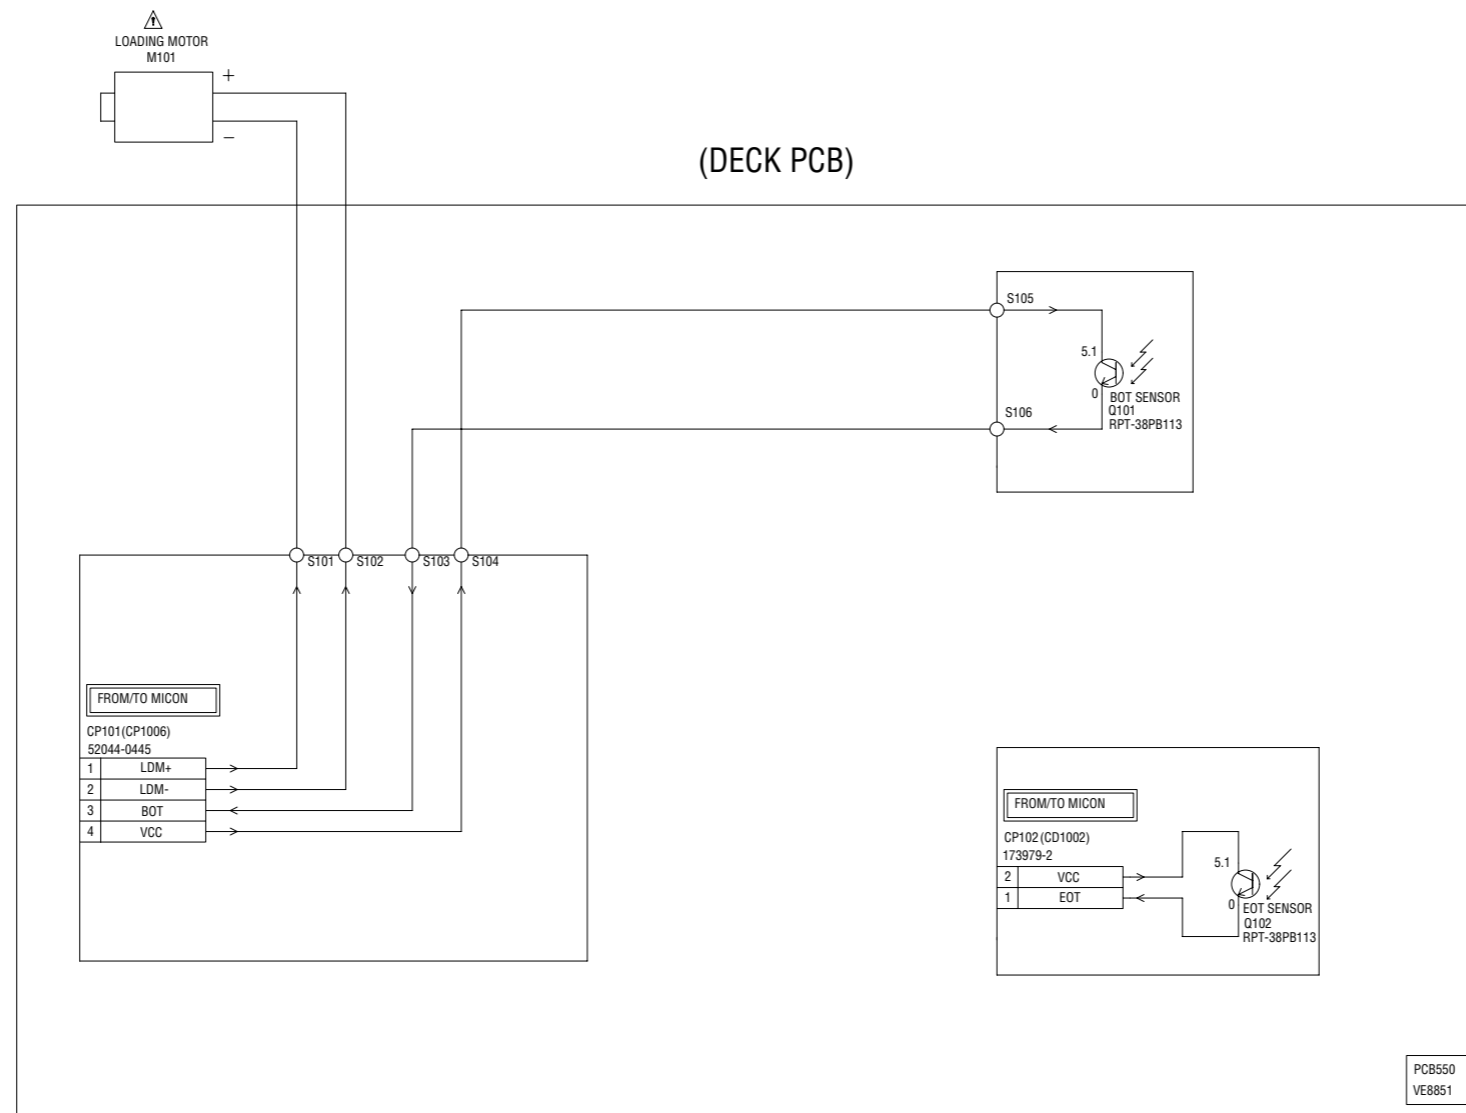 LOADING MOTOR
M101
+
−
(DECK PCB)
S105
5.1
0
BOT SENSOR
Q101
RPT-38PB113
S106
S101
S102
S103
S104
FROM/TO MICON
CP101(CP1006)
52044-0445
1 LDM+
2 LDM-
3 BOT
4 VCC
FROM/TO MICON
CP102(CD1002)
173979-2
2 VCC
1 EOT
5.1
0
EOT SENSOR
Q102
RPT-38PB113
PCB550
VE8851